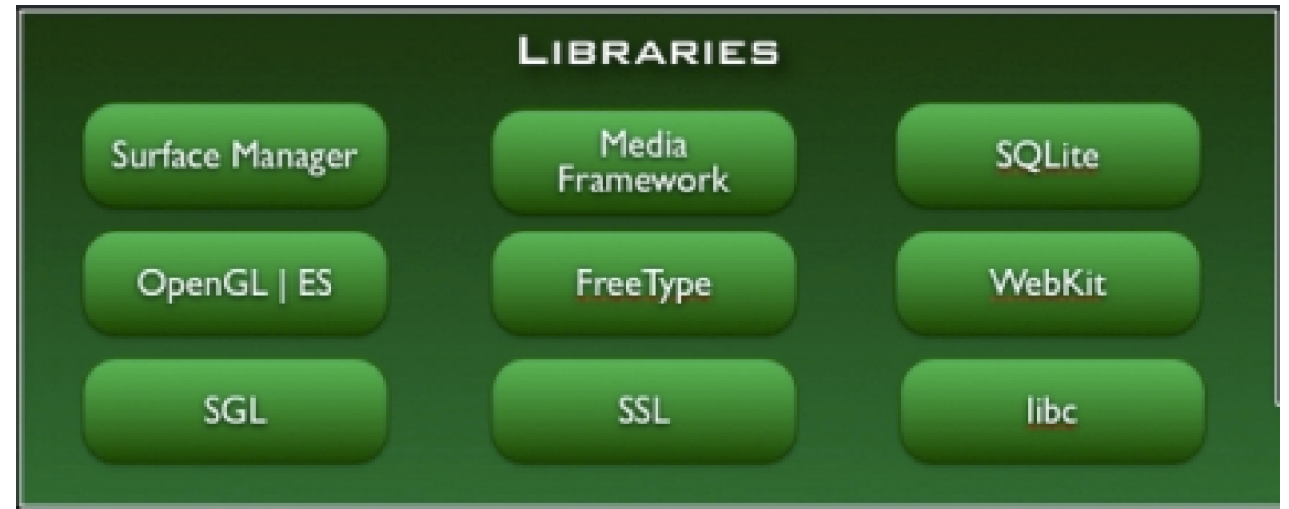 LIBRARIES
Surface Manager
Media
Framework
SQLite
OpenGL | ES
FreeType
WebKit
SGL
SSL
libc